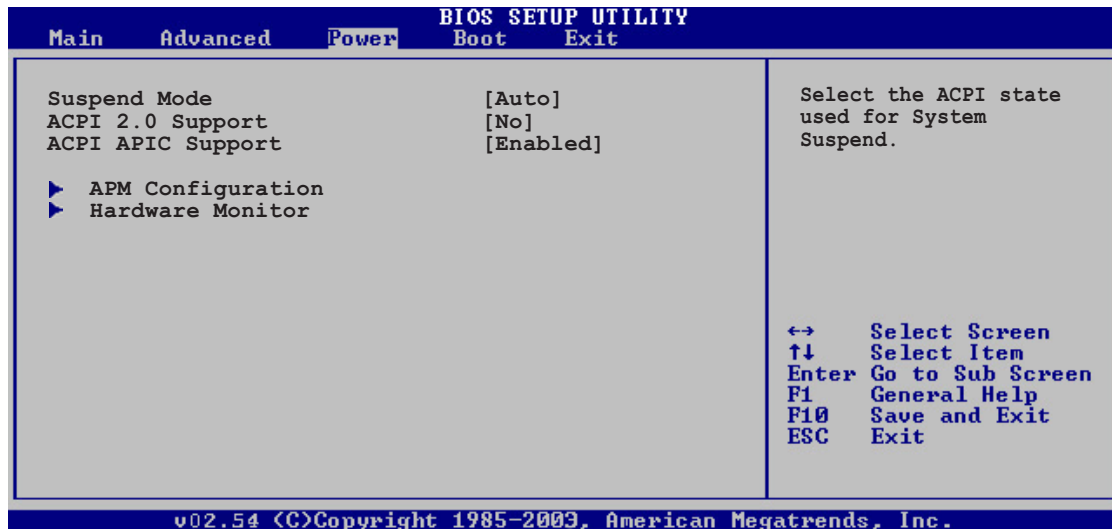 BIOS SETUP UTILITY
Main Advanced Power Boot Exit
Suspend Mode [Auto]
ACPI 2.0 Support [No]
ACPI APIC Support [Enabled]
APM Configuration
Hardware Monitor
Select the ACPI state
used for System
Suspend.
←→ Select Screen
↑↓ Select Item
Enter Go to Sub Screen
F1 General Help
F10 Save and Exit
ESC Exit
v02.54 (C)Copyright 1985-2003, American Megatrends, Inc.